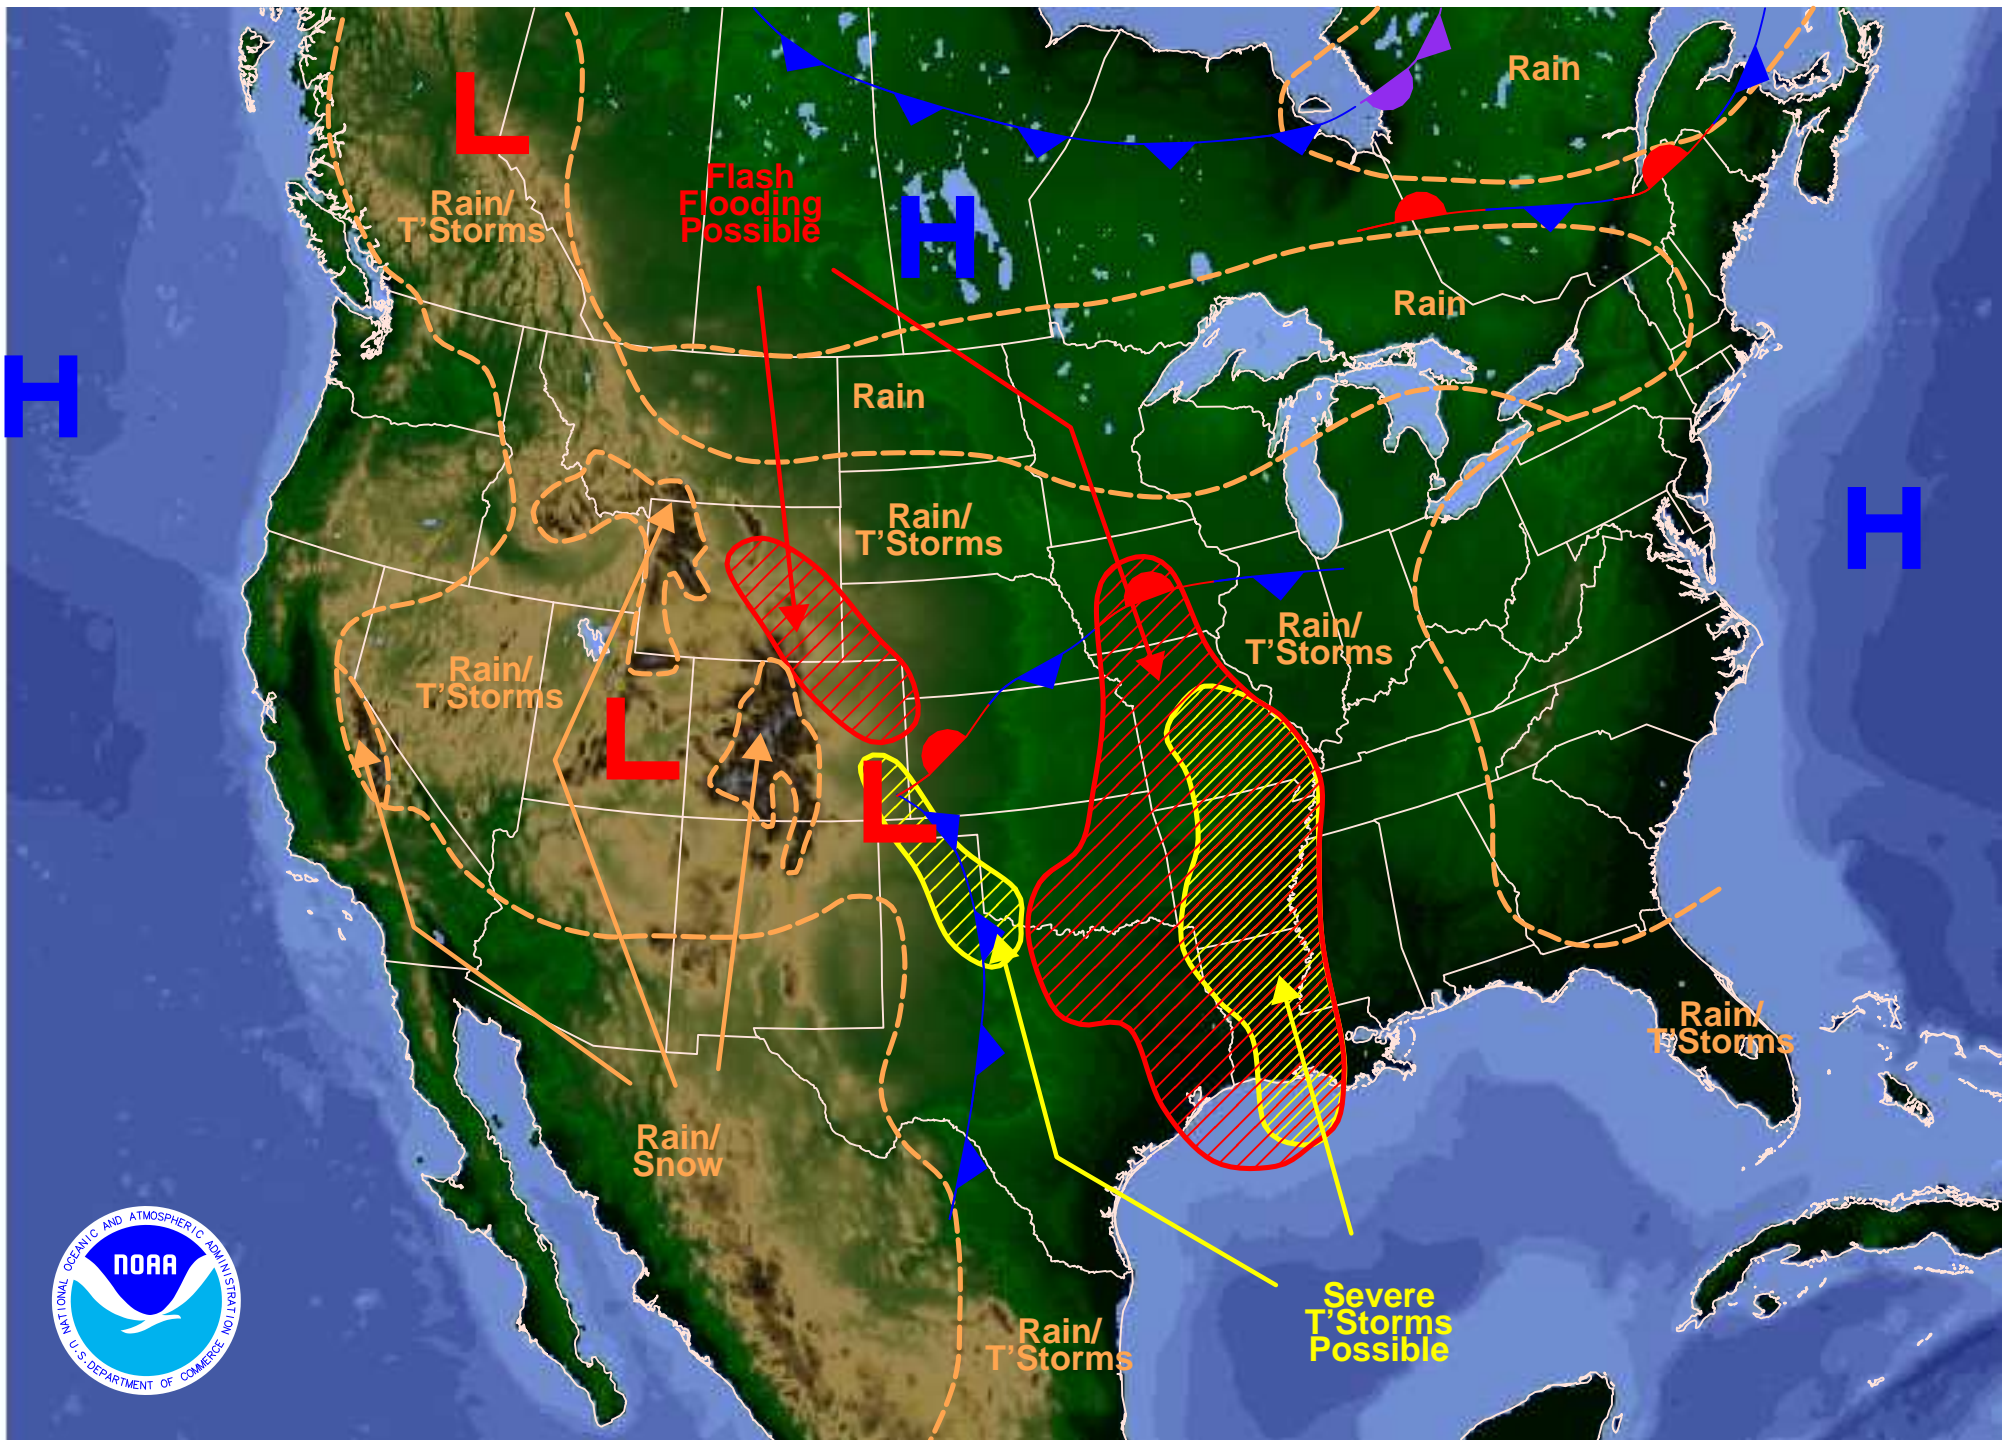 Rain
L
Flash
Flooding
Possible
Rain/
T'Storms
H
Rain
H
Rain
H
Rain/
T'Storms
Rain/
T'Storms
Rain/
T'Storms
L
L
Rain/
T'Storms
Rain/
Snow
Severe
T'Storms
Possible
Rain/
T'Storms
NOAA
NATIONAL OCEANIC AND ATMOSPHERIC ADMINISTRATION
U.S. DEPARTMENT OF COMMERCE